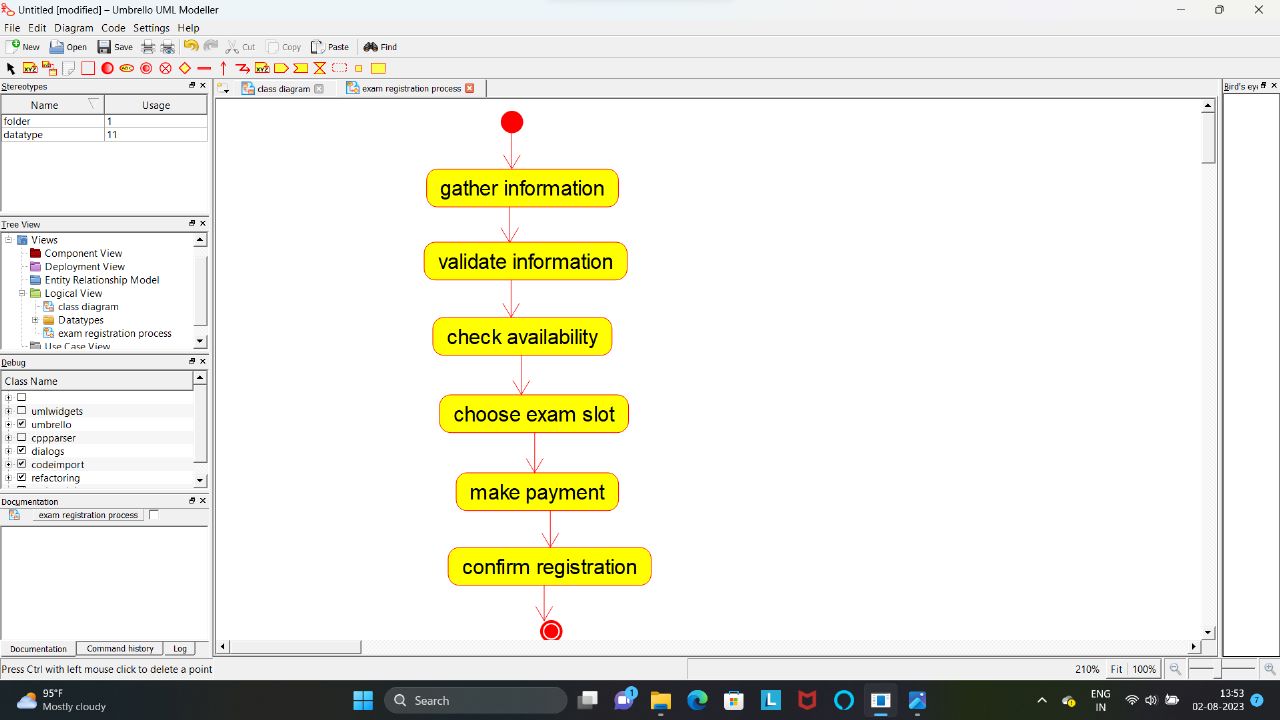 Untitled [modified] – Umbrello UML Modeller
File Edit Diagram Code Settings Help
New Open Save Cut Copy Paste Find
Stereotypes
Name Usage
folder 1
datatype 11
Tree View
Views
Component View
Deployment View
Entity Relationship Model
Logical View
class diagram
Datatypes
exam registration process
Use Case View
Debug
Class Name
umlwidgets
umbrello
cppparser
dialogs
codeimport
refactoring
Documentation
exam registration process
Documentation Command history Log
class diagram exam registration process
gather information
validate information
check availability
choose exam slot
make payment
confirm registration
Bird's eye
Press Ctrl with left mouse click to delete a point
210% Fit 100%
95°F
Mostly cloudy
Search
1
L
ENG
IN
13:53
02-08-2023
7